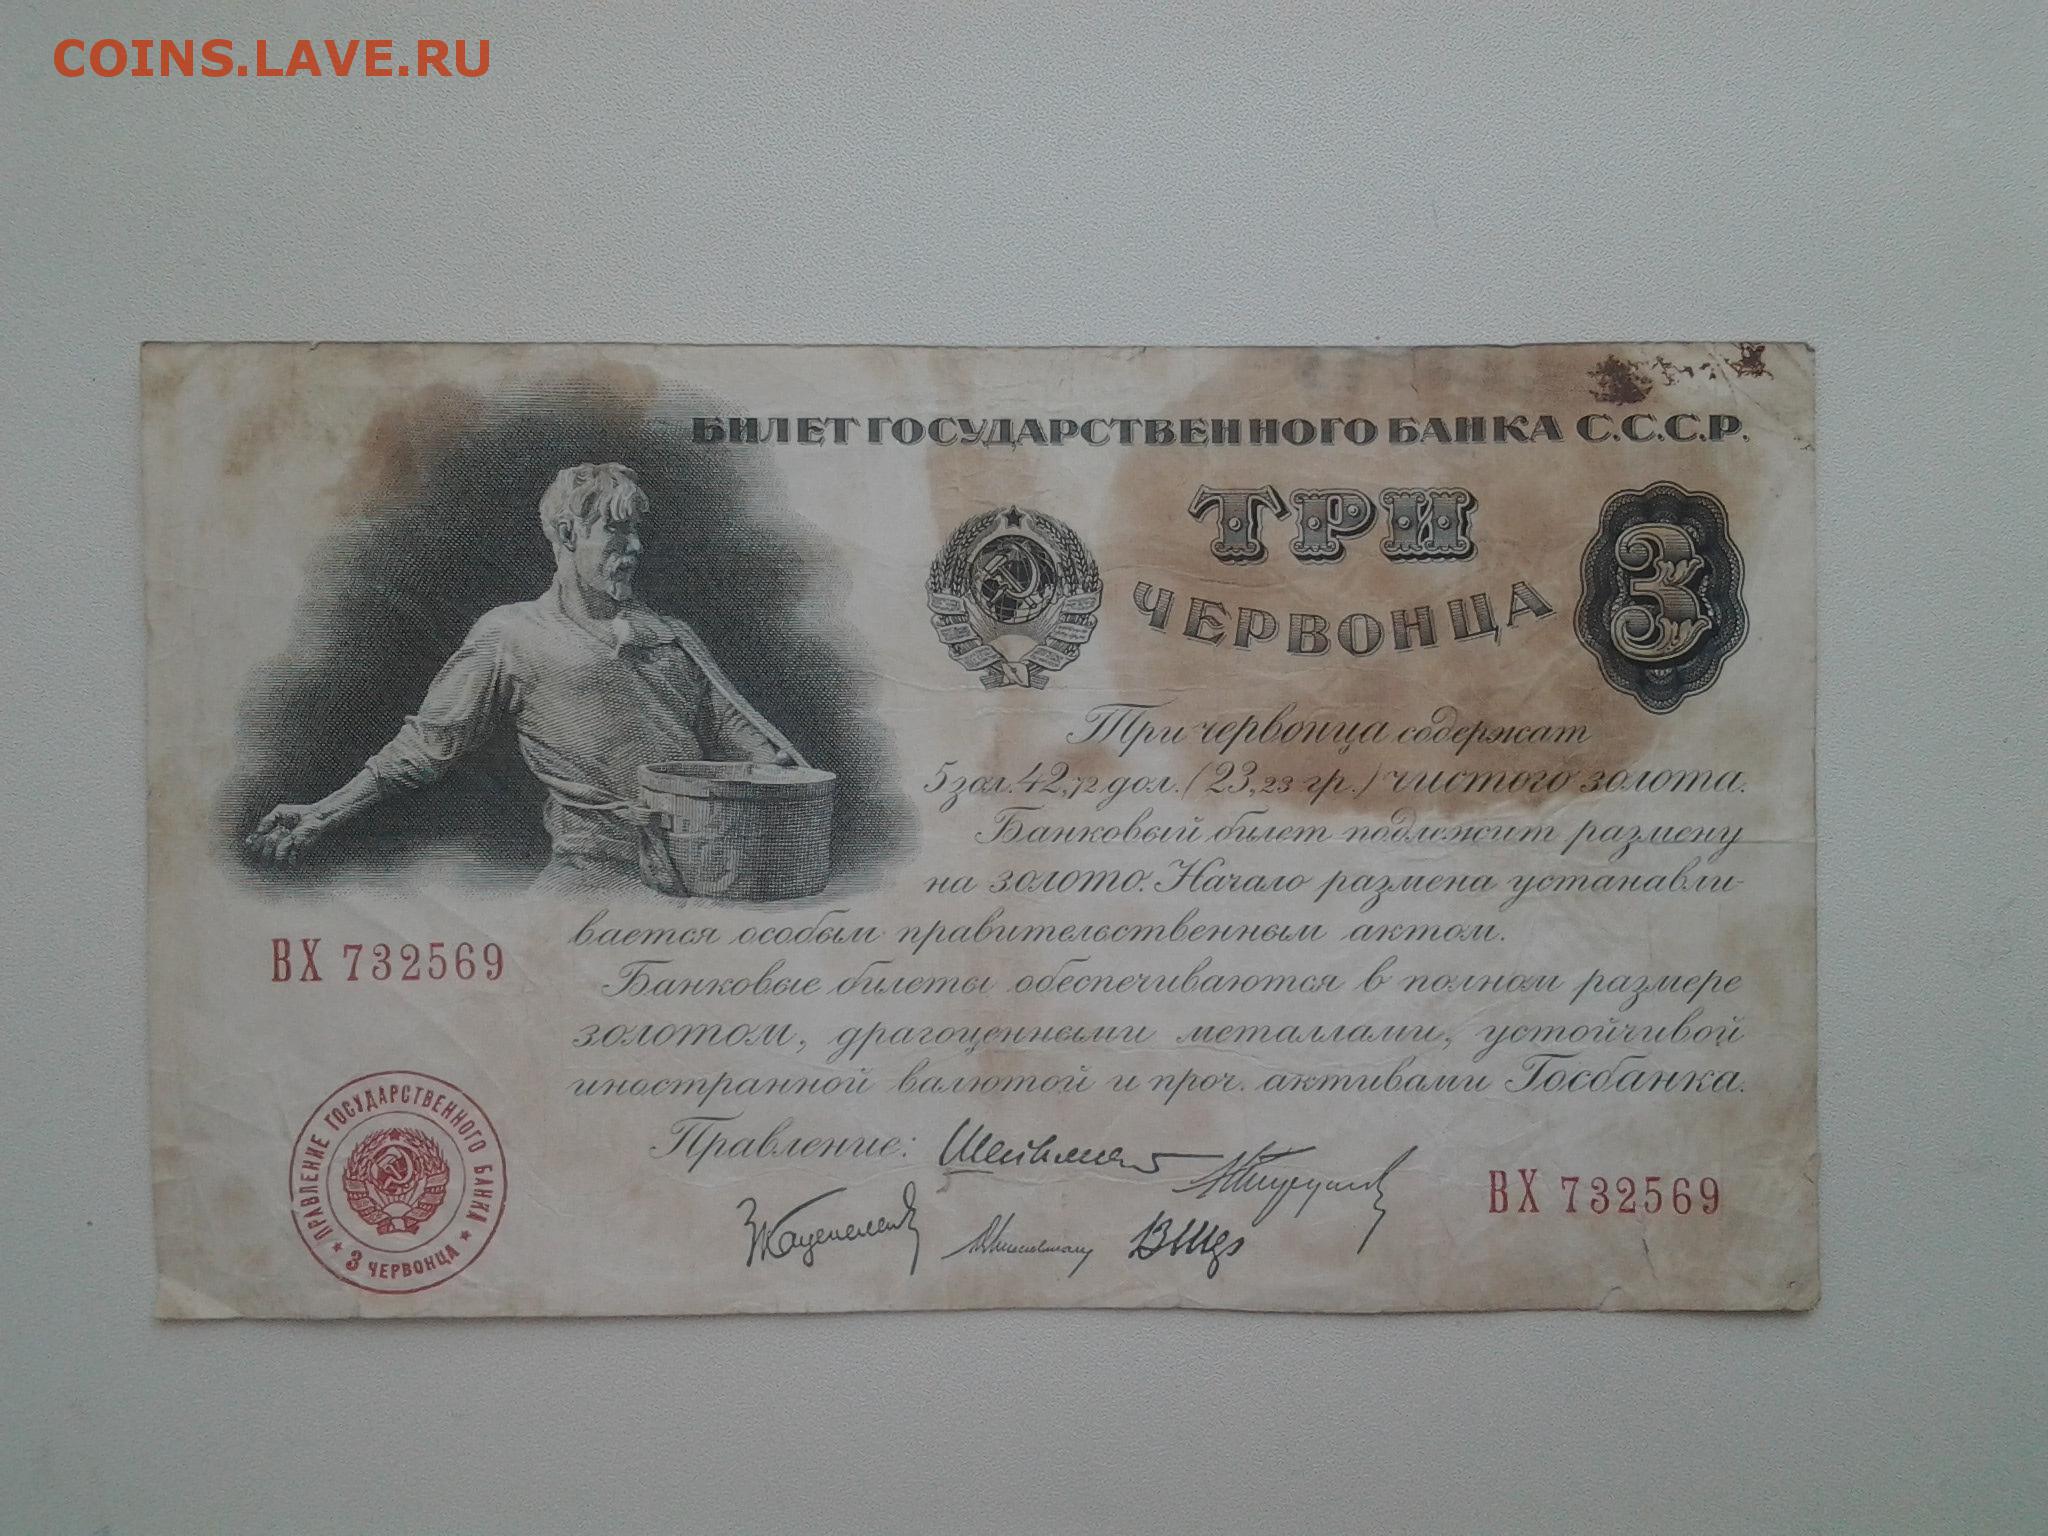 COINS.LAVE.RU
БИЛЕТ ГОСУДАРСТВЕННОГО БАНКА С.С.С.Р.
ТРИ
ЧЕРВОНЦА
3
Три червонца содержат
5 зол. 42,72 дол. (23,23 гр.) чистого золота.
Банковый билет подлежит размену
на золото. Начало размена устанавли-
вается особым правительственным актом.
Банковые билеты обеспечиваются в полном размере
золотом, драгоценными металлами, устойчивой
иностранной валютой и проч. активами Госбанка.
ВХ 732569
Правление:
ПРАВЛЕНИЕ ГОСУДАРСТВЕННОГО БАНКА
3 ЧЕРВОНЦА
ВХ 732569